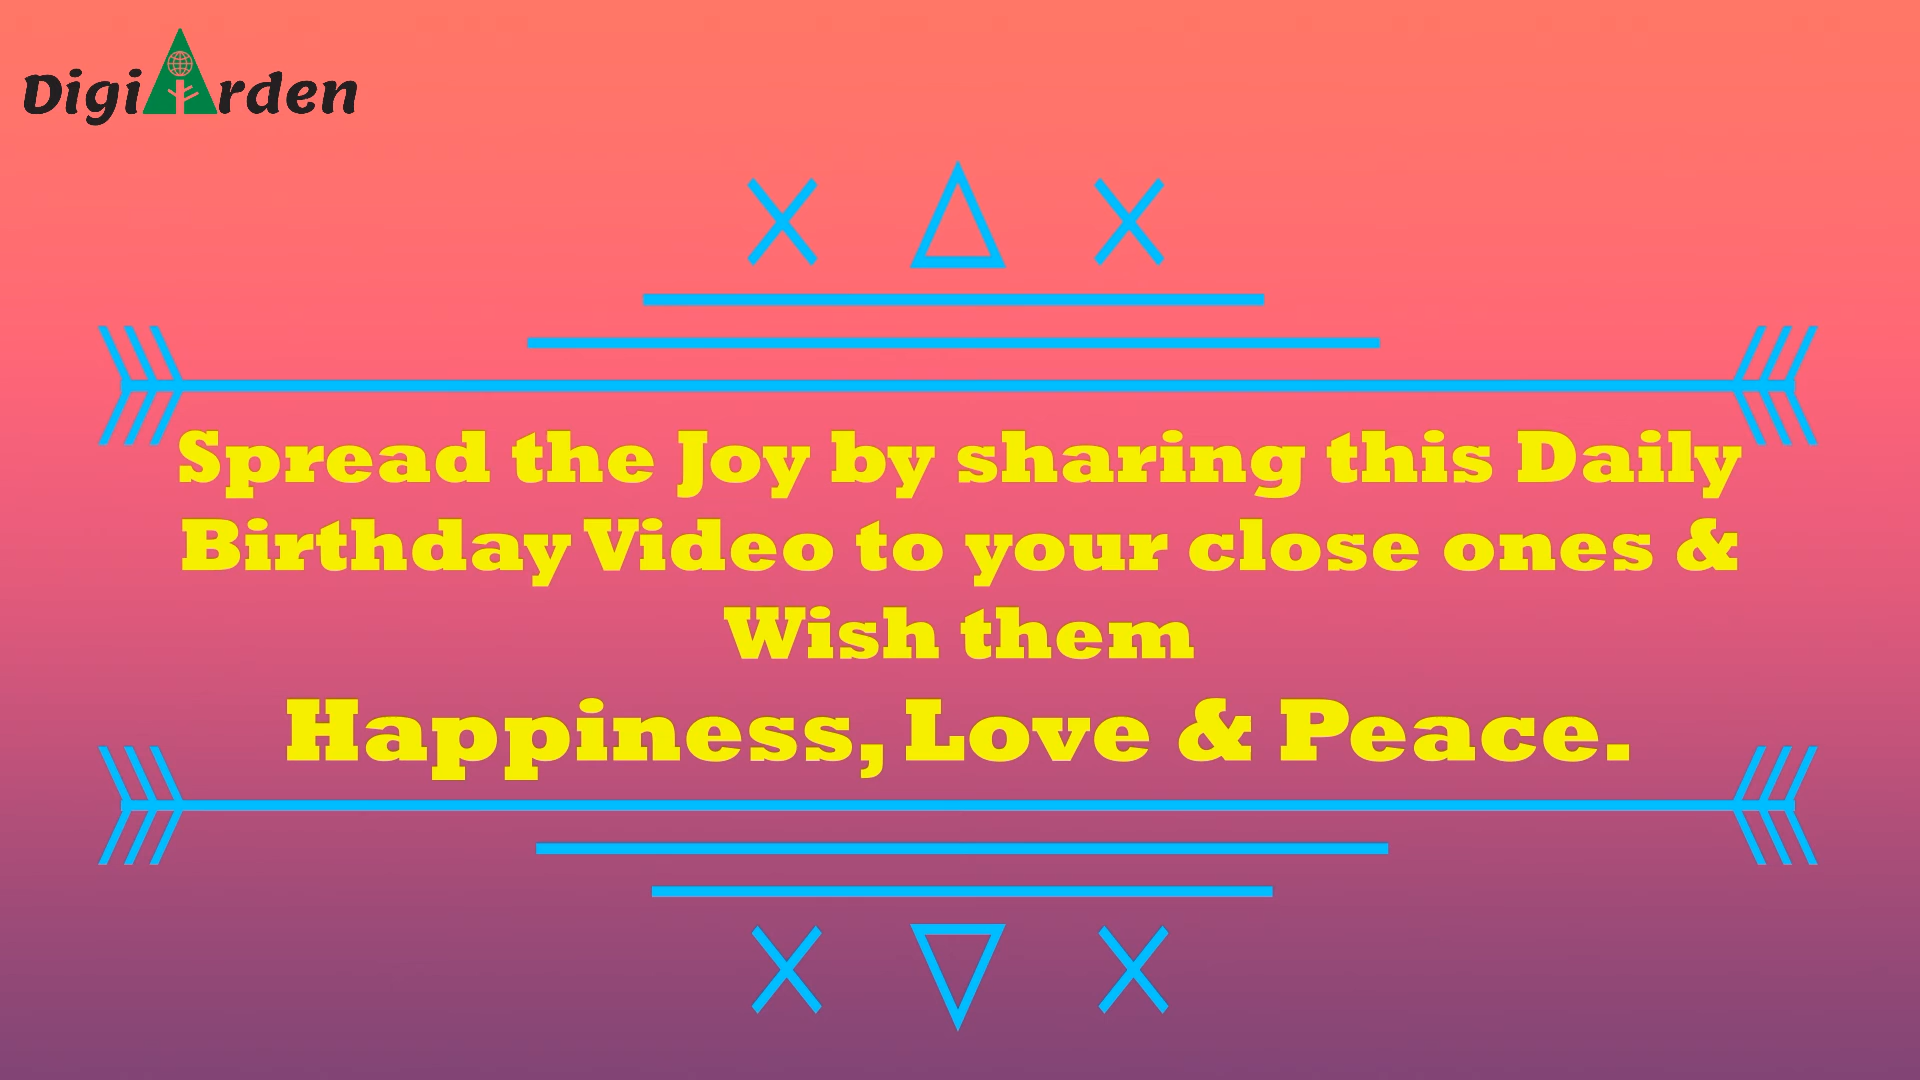 DigiArden
Spread the Joy by sharing this Daily
Birthday Video to your close ones &
Wish them
Happiness, Love & Peace.